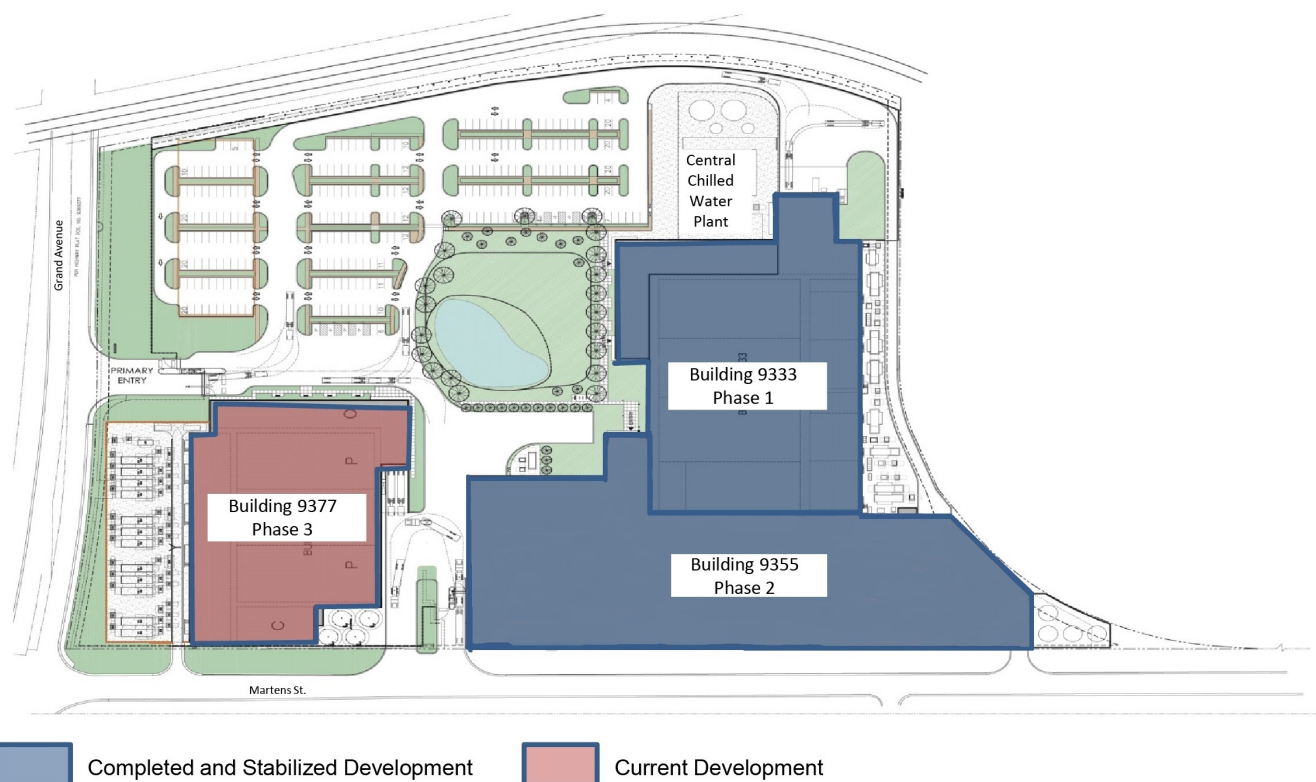 Central
Chilled
Water
Plant
Grand Avenue
PRIMARY
ENTRY
Building 9333
Phase 1
Building 9377
Phase 3
Building 9355
Phase 2
Martens St.
Completed and Stabilized Development
Current Development